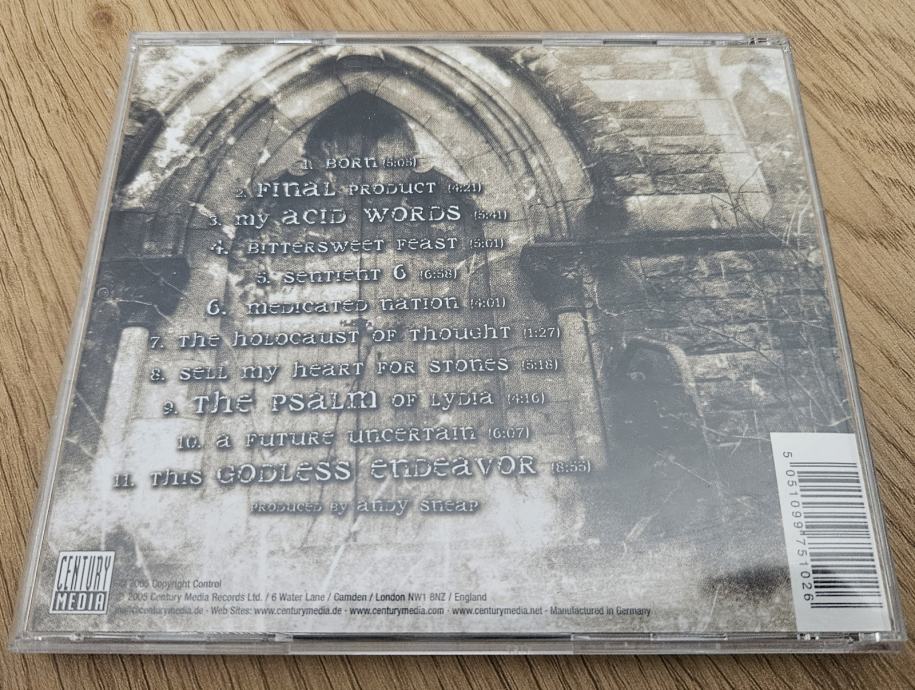 1. BORN (5:05)
2. FINAL PRODUCT (4:21)
3. MY ACID WORDS (5:41)
4. BITTERSWEET FEAST (5:01)
5. SENTIENT 6 (6:58)
6. MEDICATED NATION (4:01)
7. THE HOLOCAUST OF THOUGHT (1:27)
8. SELL MY HEART FOR STONES (5:18)
9. THE PSALM OF LYDIA (4:16)
10. A FUTURE UNCERTAIN (6:07)
11. THIS GODLESS ENDEAVOR (8:55)
PRODUCED BY ANDY SNEAP
CENTURY
MEDIA
2005 Copyright Control
2005 Century Media Records Ltd. / 6 Water Lane / Camden / London NW1 8NZ / England
mail@centurymedia.de - Web Sites: www.centurymedia.de - www.centurymedia.com - www.centurymedia.net - Manufactured in Germany
5 051099 751026